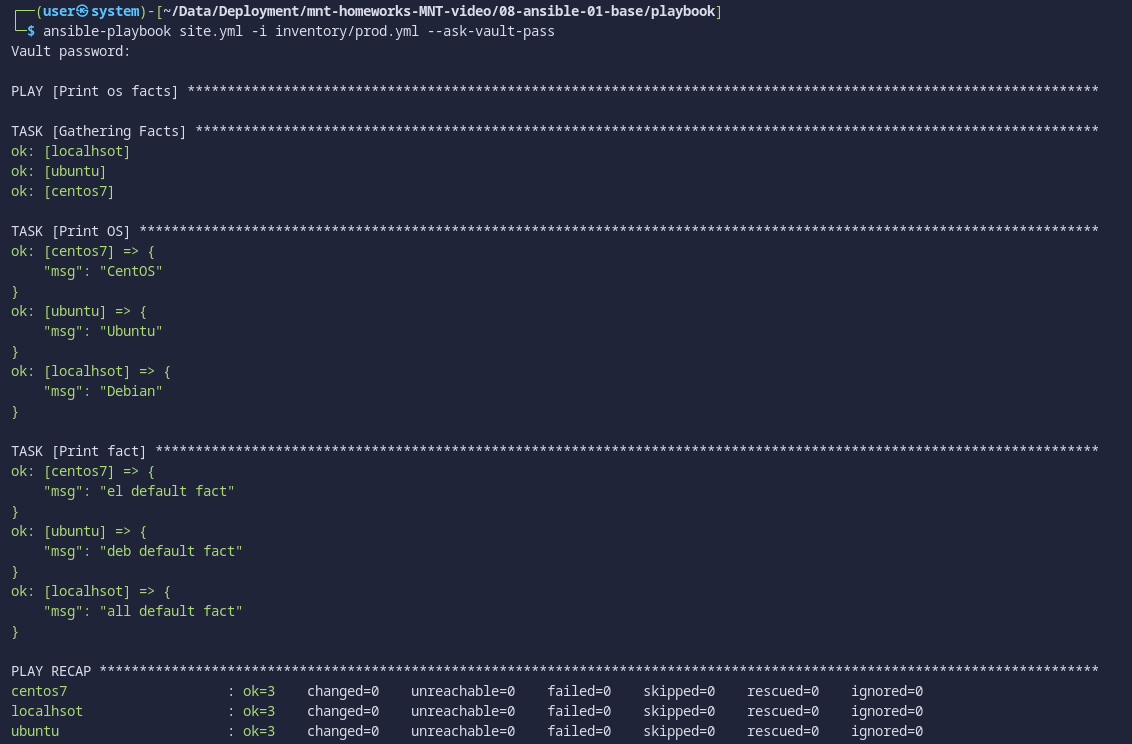 ┌──(user㉿system)-[~/Data/Deployment/mnt-homeworks-MNT-video/08-ansible-01-base/playbook]
└─$ ansible-playbook site.yml -i inventory/prod.yml --ask-vault-pass
Vault password:
PLAY [Print os facts] ******************************************************************************************************************
TASK [Gathering Facts] *****************************************************************************************************************
ok: [localhsot]
ok: [ubuntu]
ok: [centos7]
TASK [Print OS] ************************************************************************************************************************
ok: [centos7] => {
    "msg": "CentOS"
}
ok: [ubuntu] => {
    "msg": "Ubuntu"
}
ok: [localhsot] => {
    "msg": "Debian"
}
TASK [Print fact] **********************************************************************************************************************
ok: [centos7] => {
    "msg": "el default fact"
}
ok: [ubuntu] => {
    "msg": "deb default fact"
}
ok: [localhsot] => {
    "msg": "all default fact"
}
PLAY RECAP *****************************************************************************************************************************
centos7                    : ok=3    changed=0    unreachable=0    failed=0    skipped=0    rescued=0    ignored=0
localhsot                  : ok=3    changed=0    unreachable=0    failed=0    skipped=0    rescued=0    ignored=0
ubuntu                     : ok=3    changed=0    unreachable=0    failed=0    skipped=0    rescued=0    ignored=0